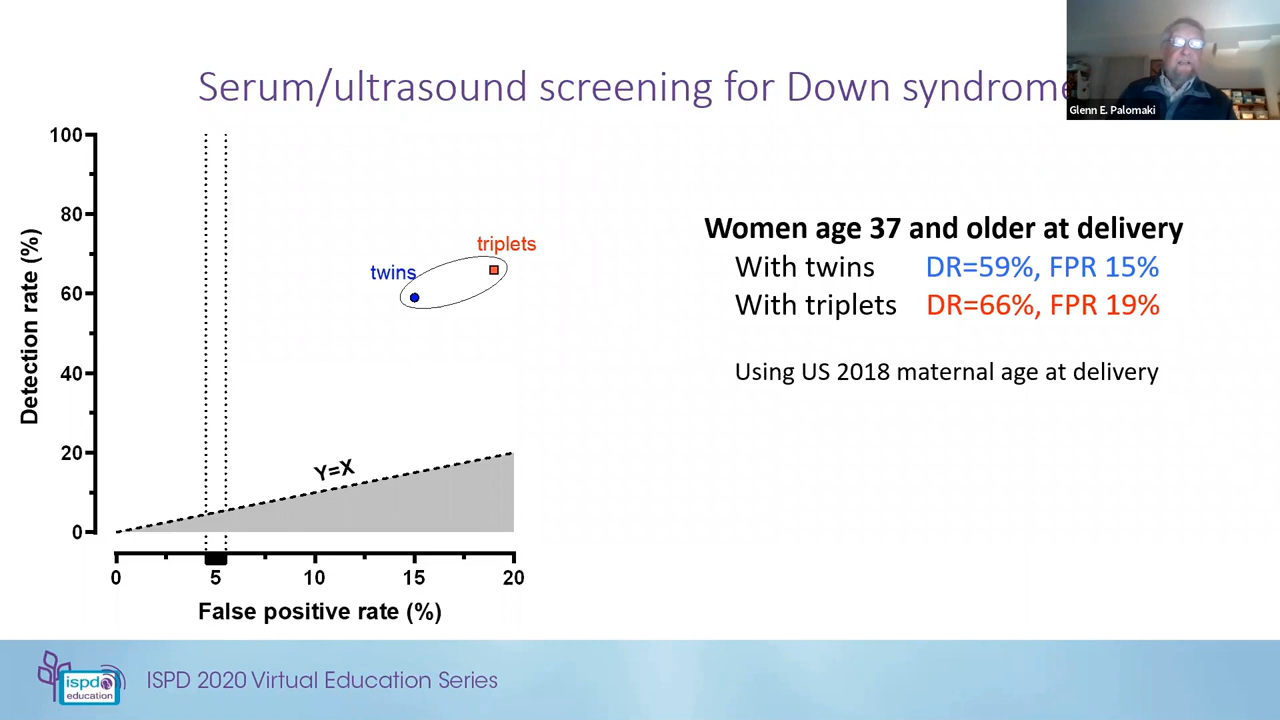 Serum/ultrasound screening for Down syndrome
Glenn E. Palomaki
100
80
60
40
20
0
Detection rate (%)
triplets
twins
Y=X
0
5
10
15
20
False positive rate (%)
Women age 37 and older at delivery
With twins DR=59%, FPR 15%
With triplets DR=66%, FPR 19%
Using US 2018 maternal age at delivery
ispd
education
ISPD 2020 Virtual Education Series